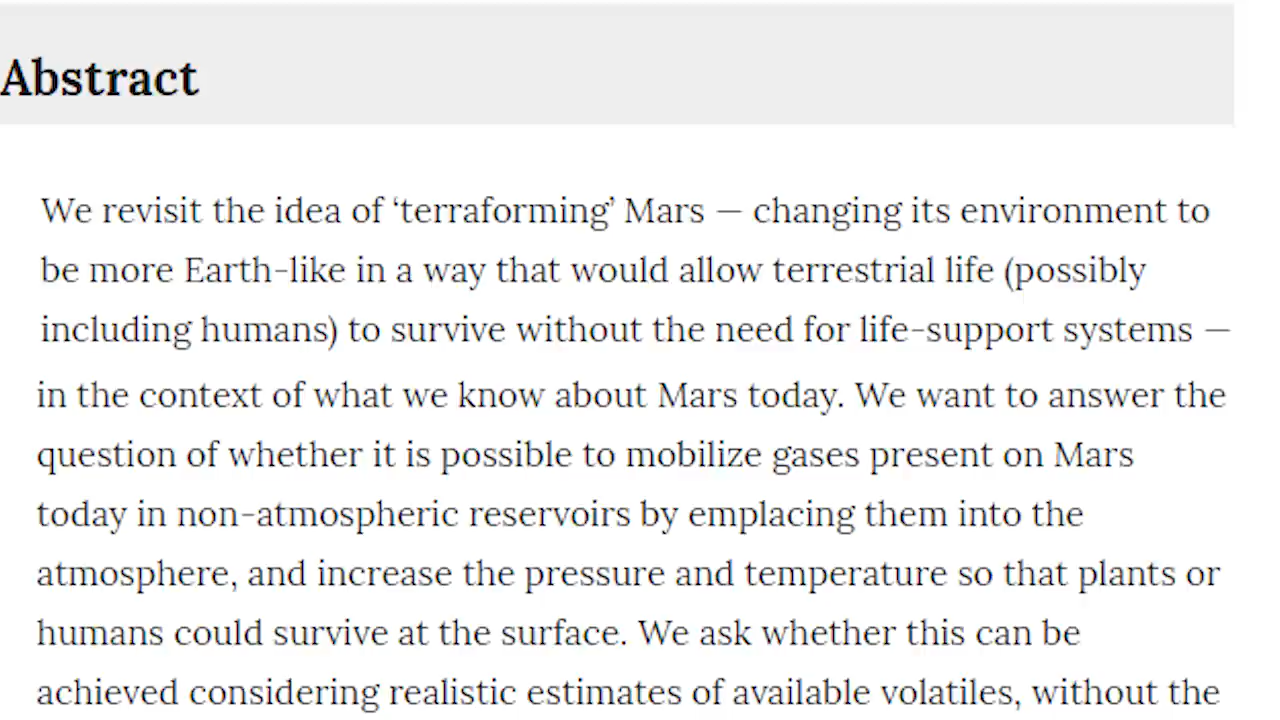 Abstract
We revisit the idea of ‘terraforming’ Mars — changing its environment to
be more Earth-like in a way that would allow terrestrial life (possibly
including humans) to survive without the need for life-support systems —
in the context of what we know about Mars today. We want to answer the
question of whether it is possible to mobilize gases present on Mars
today in non-atmospheric reservoirs by emplacing them into the
atmosphere, and increase the pressure and temperature so that plants or
humans could survive at the surface. We ask whether this can be
achieved considering realistic estimates of available volatiles, without the